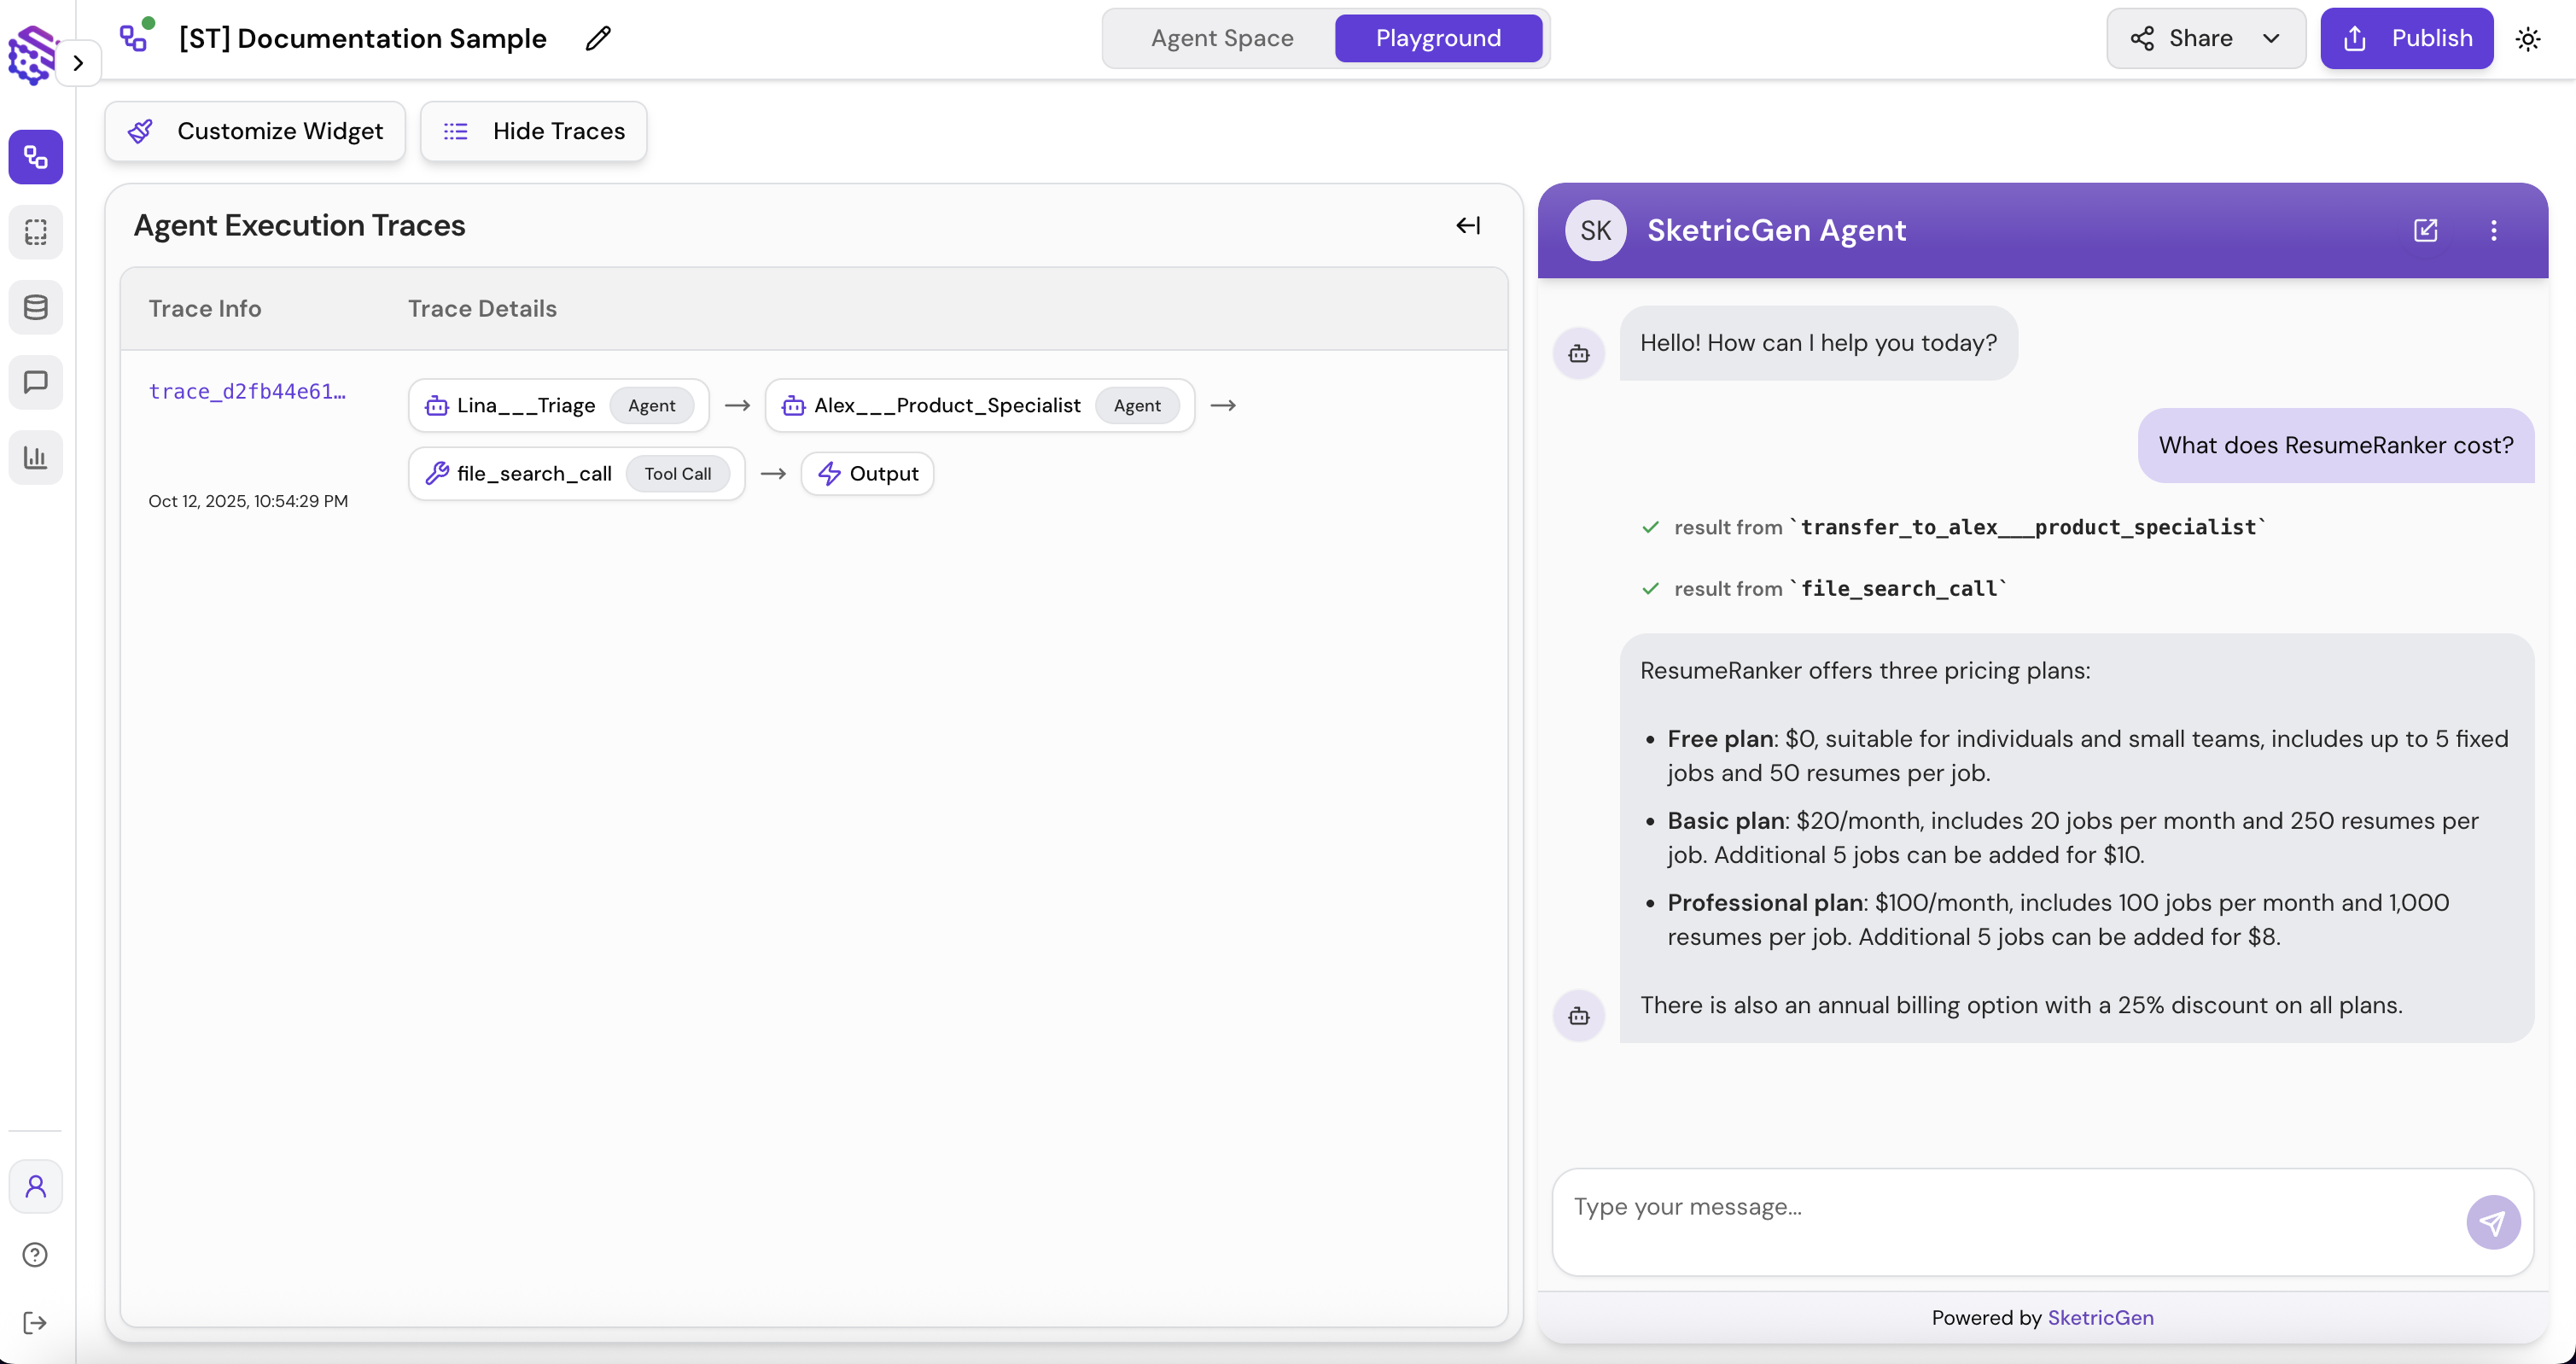 [ST] Documentation Sample
Agent Space
Playground
Share
Publish
Customize Widget
Hide Traces
Agent Execution Traces
Trace Info
Trace Details
trace_d2fb44e61…
Oct 12, 2025, 10:54:29 PM
Lina___Triage Agent
Alex___Product_Specialist Agent
file_search_call Tool Call
Output
SK
SketricGen Agent
Hello! How can I help you today?
What does ResumeRanker cost?
result from `transfer_to_alex___product_specialist`
result from `file_search_call`
ResumeRanker offers three pricing plans:
• Free plan: $0, suitable for individuals and small teams, includes up to 5 fixed
jobs and 50 resumes per job.
• Basic plan: $20/month, includes 20 jobs per month and 250 resumes per
job. Additional 5 jobs can be added for $10.
• Professional plan: $100/month, includes 100 jobs per month and 1,000
resumes per job. Additional 5 jobs can be added for $8.
There is also an annual billing option with a 25% discount on all plans.
Type your message...
Powered by SketricGen